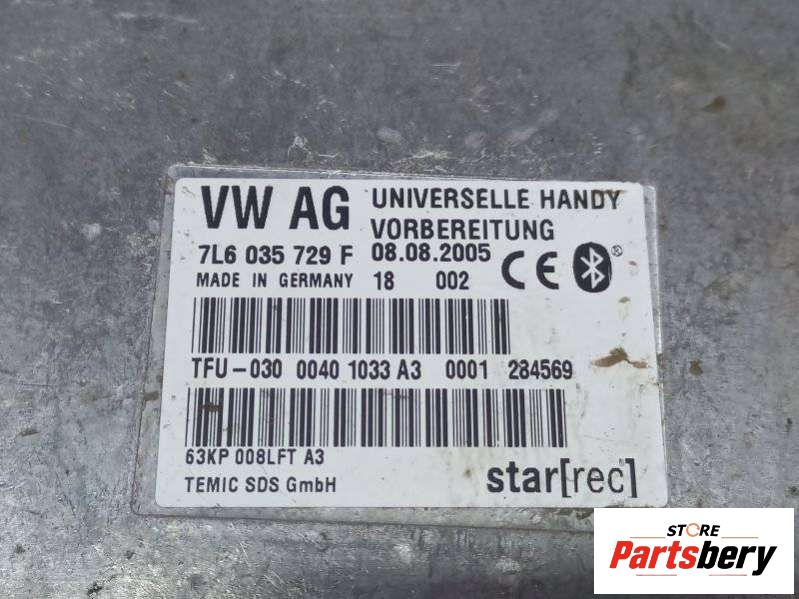 VW AG UNIVERSELLE HANDY
VORBEREITUNG
7L6 035 729 F 08.08.2005
MADE IN GERMANY 18 002 CE ®
TFU-030 0040 1033 A3 0001 284569
63KP 008LFT A3
TEMIC SDS GmbH star[rec]
STORE
Partsbery